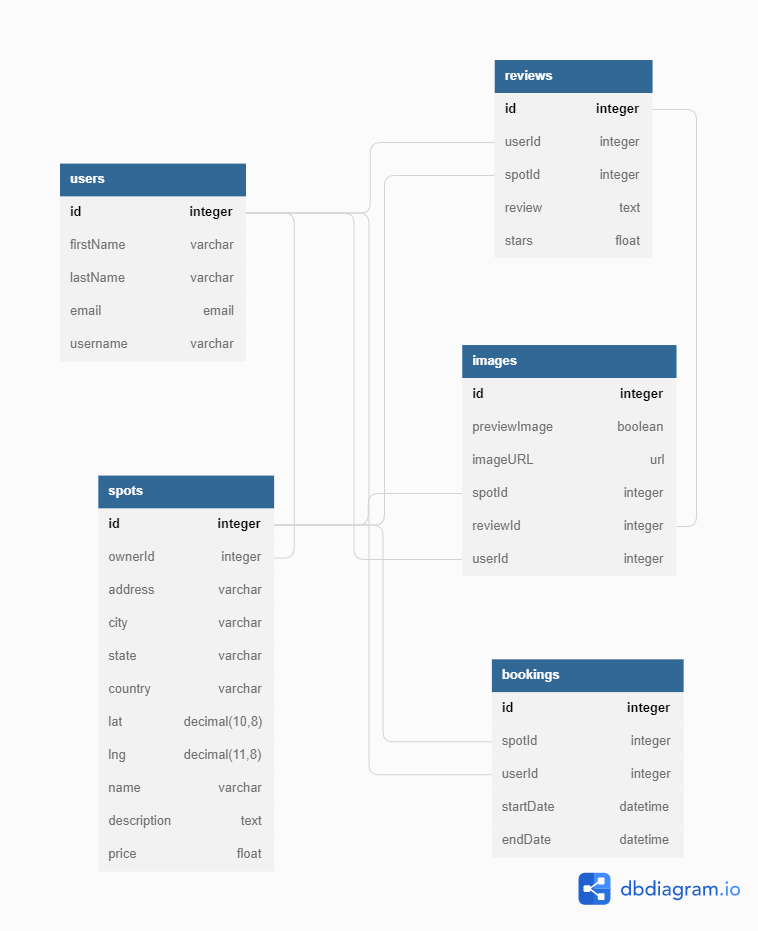 users
id integer
firstName varchar
lastName varchar
email email
username varchar
spots
id integer
ownerId integer
address varchar
city varchar
state varchar
country varchar
lat decimal(10,8)
lng decimal(11,8)
name varchar
description text
price float
reviews
id integer
userId integer
spotId integer
review text
stars float
images
id integer
previewImage boolean
imageURL url
spotId integer
reviewId integer
userId integer
bookings
id integer
spotId integer
userId integer
startDate datetime
endDate datetime
dbdiagram.io